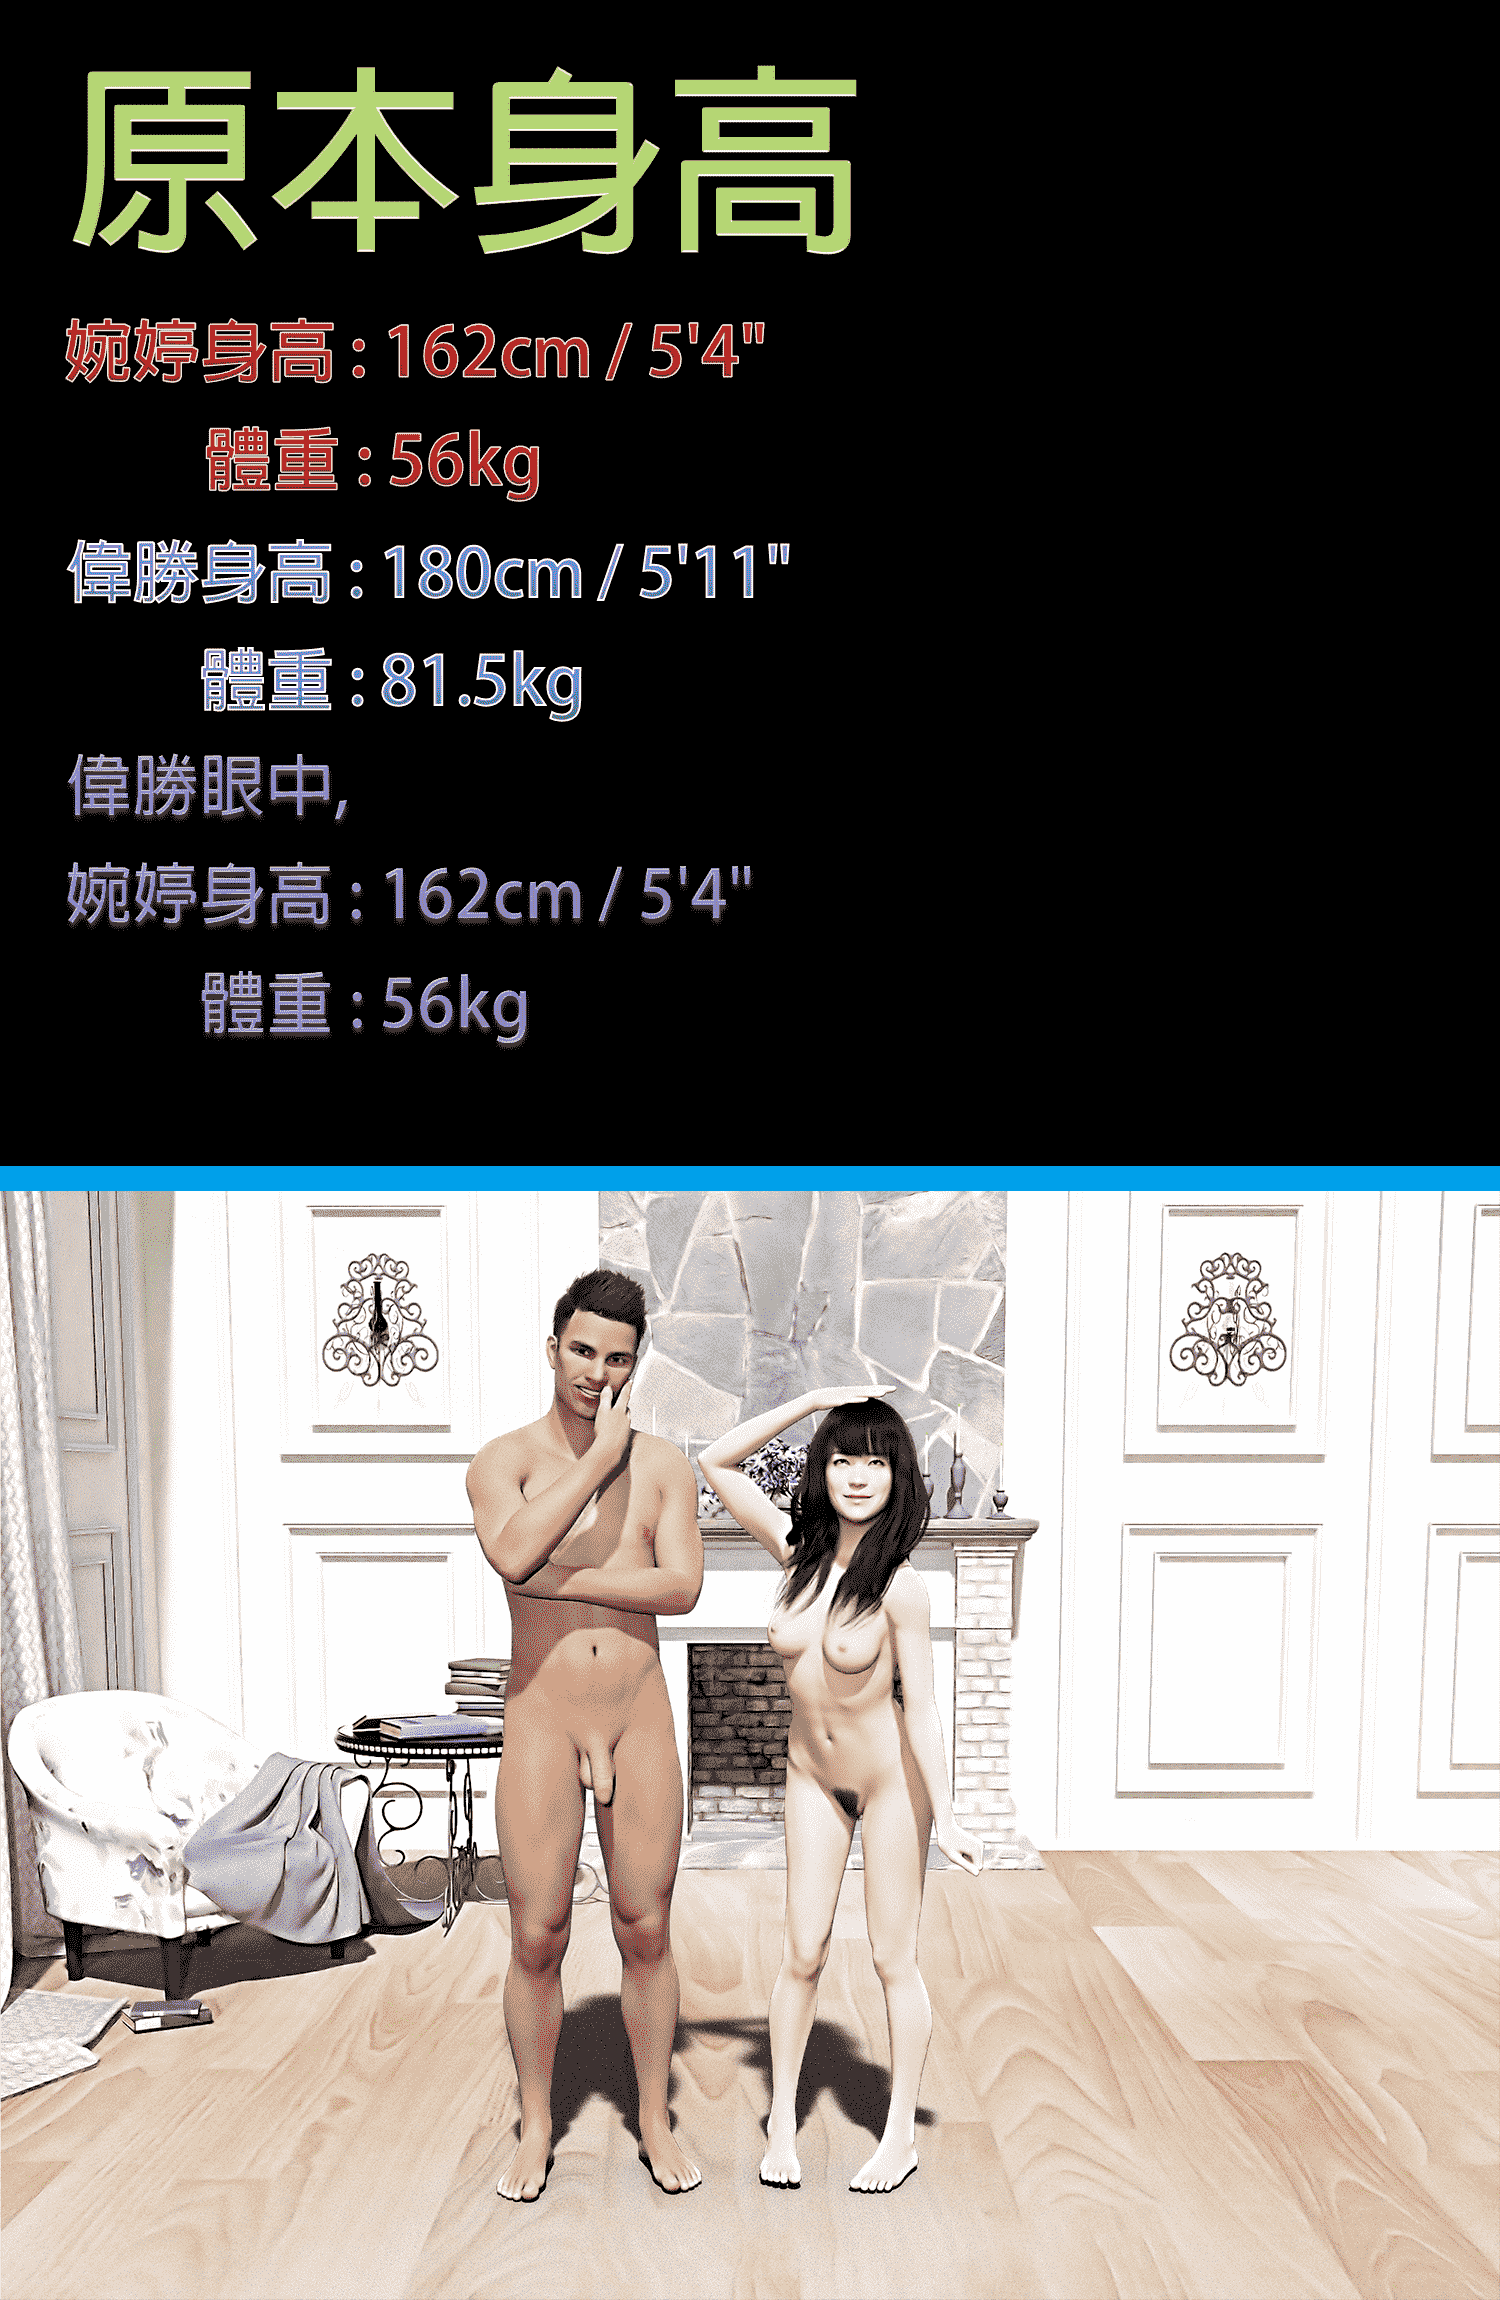 原本身高
婉婷身高 : 162cm / 5'4"
體重 : 56kg
偉勝身高 : 180cm / 5'11"
體重 : 81.5kg
偉勝眼中,
婉婷身高 : 162cm / 5'4"
體重 : 56kg